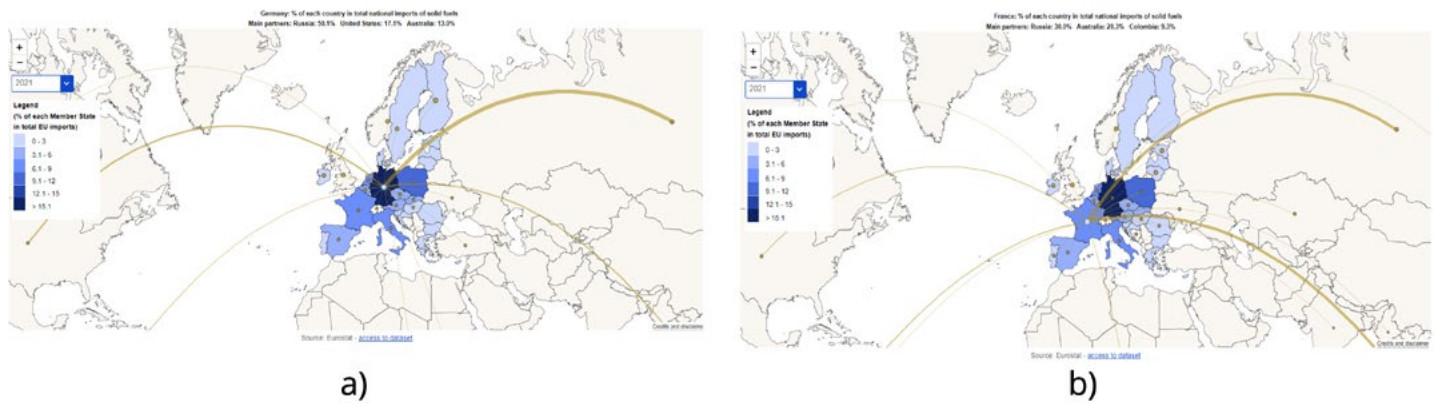 Germany: % of each country in total national imports of solid fuels
Main partners: Russia: 50.1% United States: 17.1% Australia: 13.0%
+
−
2021
Legend
(% of each Member State
in total EU imports)
0 - 3
3.1 - 6
6.1 - 9
9.1 - 12
12.1 - 15
> 15.1
Credits and disclaimer
Source: Eurostat - access to dataset
a)
France: % of each country in total national imports of solid fuels
Main partners: Russia: 30.0% Australia: 20.3% Colombia: 9.3%
+
−
2021
Legend
(% of each Member State
in total EU imports)
0 - 3
3.1 - 6
6.1 - 9
9.1 - 12
12.1 - 15
> 15.1
Credits and disclaimer
Source: Eurostat - access to dataset
b)